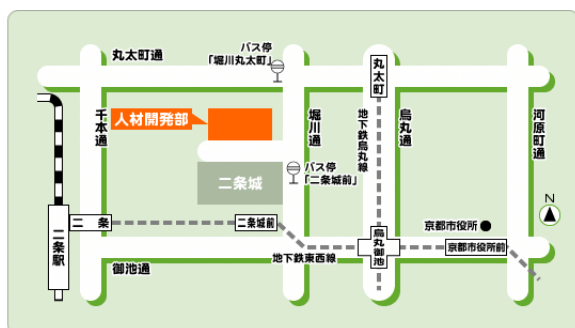 バス停
「堀川丸太町」
丸太町通
丸太町
千本通
人材開発部
堀川通
地下鉄烏丸線
烏丸通
河原町通
二条城
バス停
「二条城前」
N
二条
二条城前
京都市役所
二条駅
烏丸御池
京都市役所前
地下鉄東西線
御池通